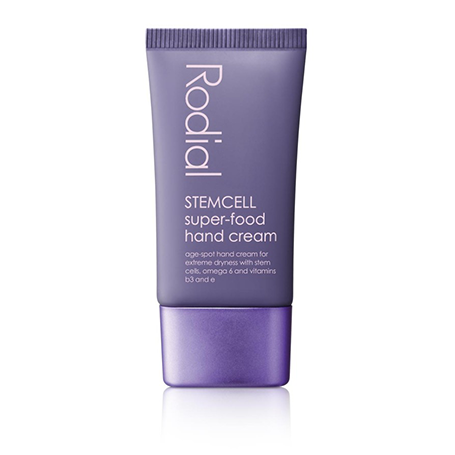 Rodial
STEMCELL
super-food
hand cream
age-spot hand cream for
extreme dryness with stem
cells, omega 6 and vitamins
b3 and e